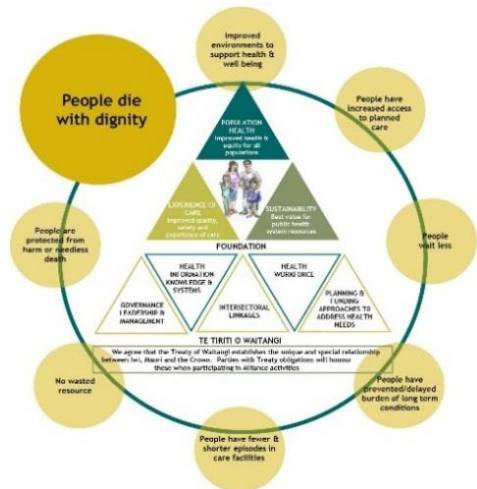 Improved
environments to
support health &
well being
People die
with dignity
People have
increased access
to planned
care
People
wait less
People have
prevented/delayed
burden of long term
conditions
People have fewer &
shorter episodes in
care facilities
No wasted
resource
People are
protected from
harm or needless
death
POPULATION
HEALTH
Improved health &
equity for all
populations
EXPERIENCE OF
CARE
Improved quality,
safety and
experience of care
SUSTAINABILITY
Best value for
public health
system resources
FOUNDATION
GOVERNANCE
LEADERSHIP &
MANAGEMENT
HEALTH
INFORMATION
KNOWLEDGE &
SYSTEMS
INTERSECTORAL
LINKAGES
HEALTH
WORKFORCE
PLANNING &
FUNDING
APPROACHES TO
ADDRESS HEALTH
NEEDS
TE TIRITI O WAITANGI
We agree that the Treaty of Waitangi establishes the unique and special relationship
between Iwi, Maori and the Crown. Parties with Treaty obligations will honour
these when participating in Alliance activities